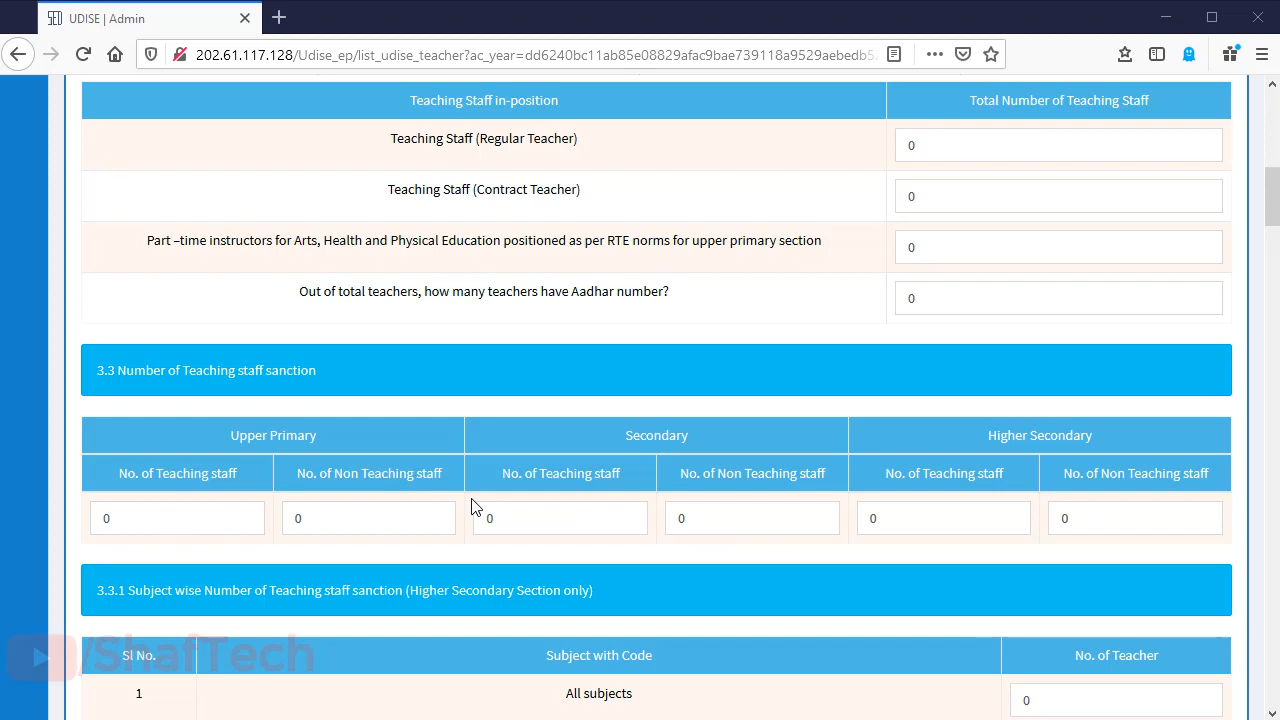 UDISE | Admin
202.61.117.128/Udise_ep/list_udise_teacher?ac_year=dd6240bc11ab85e08829afac9bae739118a9529aebedb5
Teaching Staff in-position Total Number of Teaching Staff
Teaching Staff (Regular Teacher) 0
Teaching Staff (Contract Teacher) 0
Part –time instructors for Arts, Health and Physical Education positioned as per RTE norms for upper primary section 0
Out of total teachers, how many teachers have Aadhar number? 0
3.3 Number of Teaching staff sanction
Upper Primary Secondary Higher Secondary
No. of Teaching staff No. of Non Teaching staff No. of Teaching staff No. of Non Teaching staff No. of Teaching staff No. of Non Teaching staff
0 0 0 0 0 0
3.3.1 Subject wise Number of Teaching staff sanction (Higher Secondary Section only)
/ShafTech
Sl No. Subject with Code No. of Teacher
1 All subjects 0